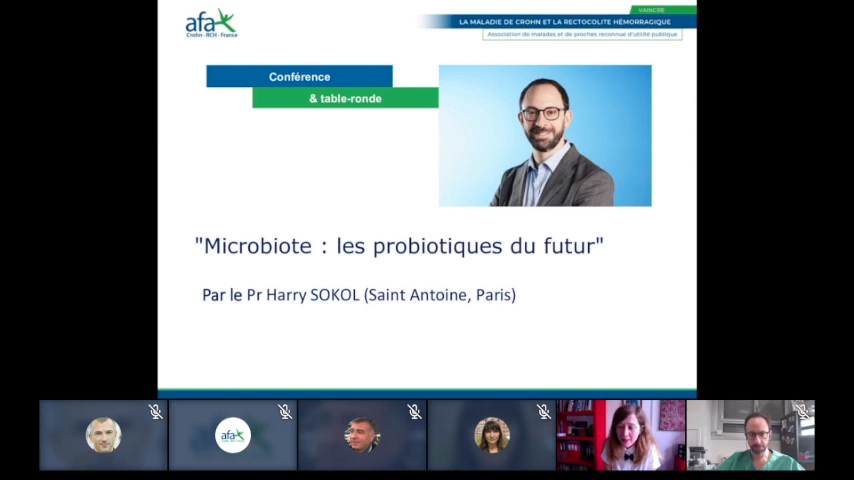 afa
Crohn - RCH - France
VAINCRE
LA MALADIE DE CROHN ET LA RECTOCOLITE HÉMORRAGIQUE
Association de malades et de proches reconnue d'utilité publique
Conférence
& table-ronde
"Microbiote : les probiotiques du futur"
Par le Pr Harry SOKOL (Saint Antoine, Paris)
afa